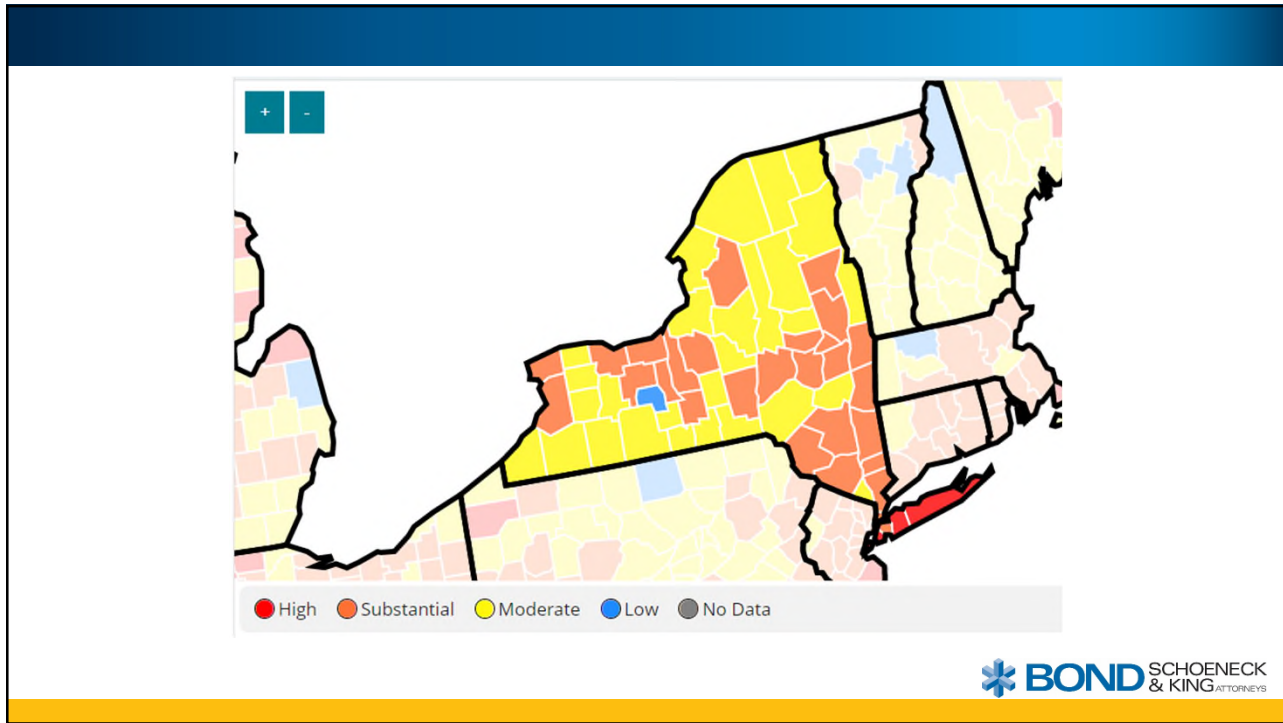 + -
High Substantial Moderate Low No Data
BOND SCHOENECK
& KING ATTORNEYS